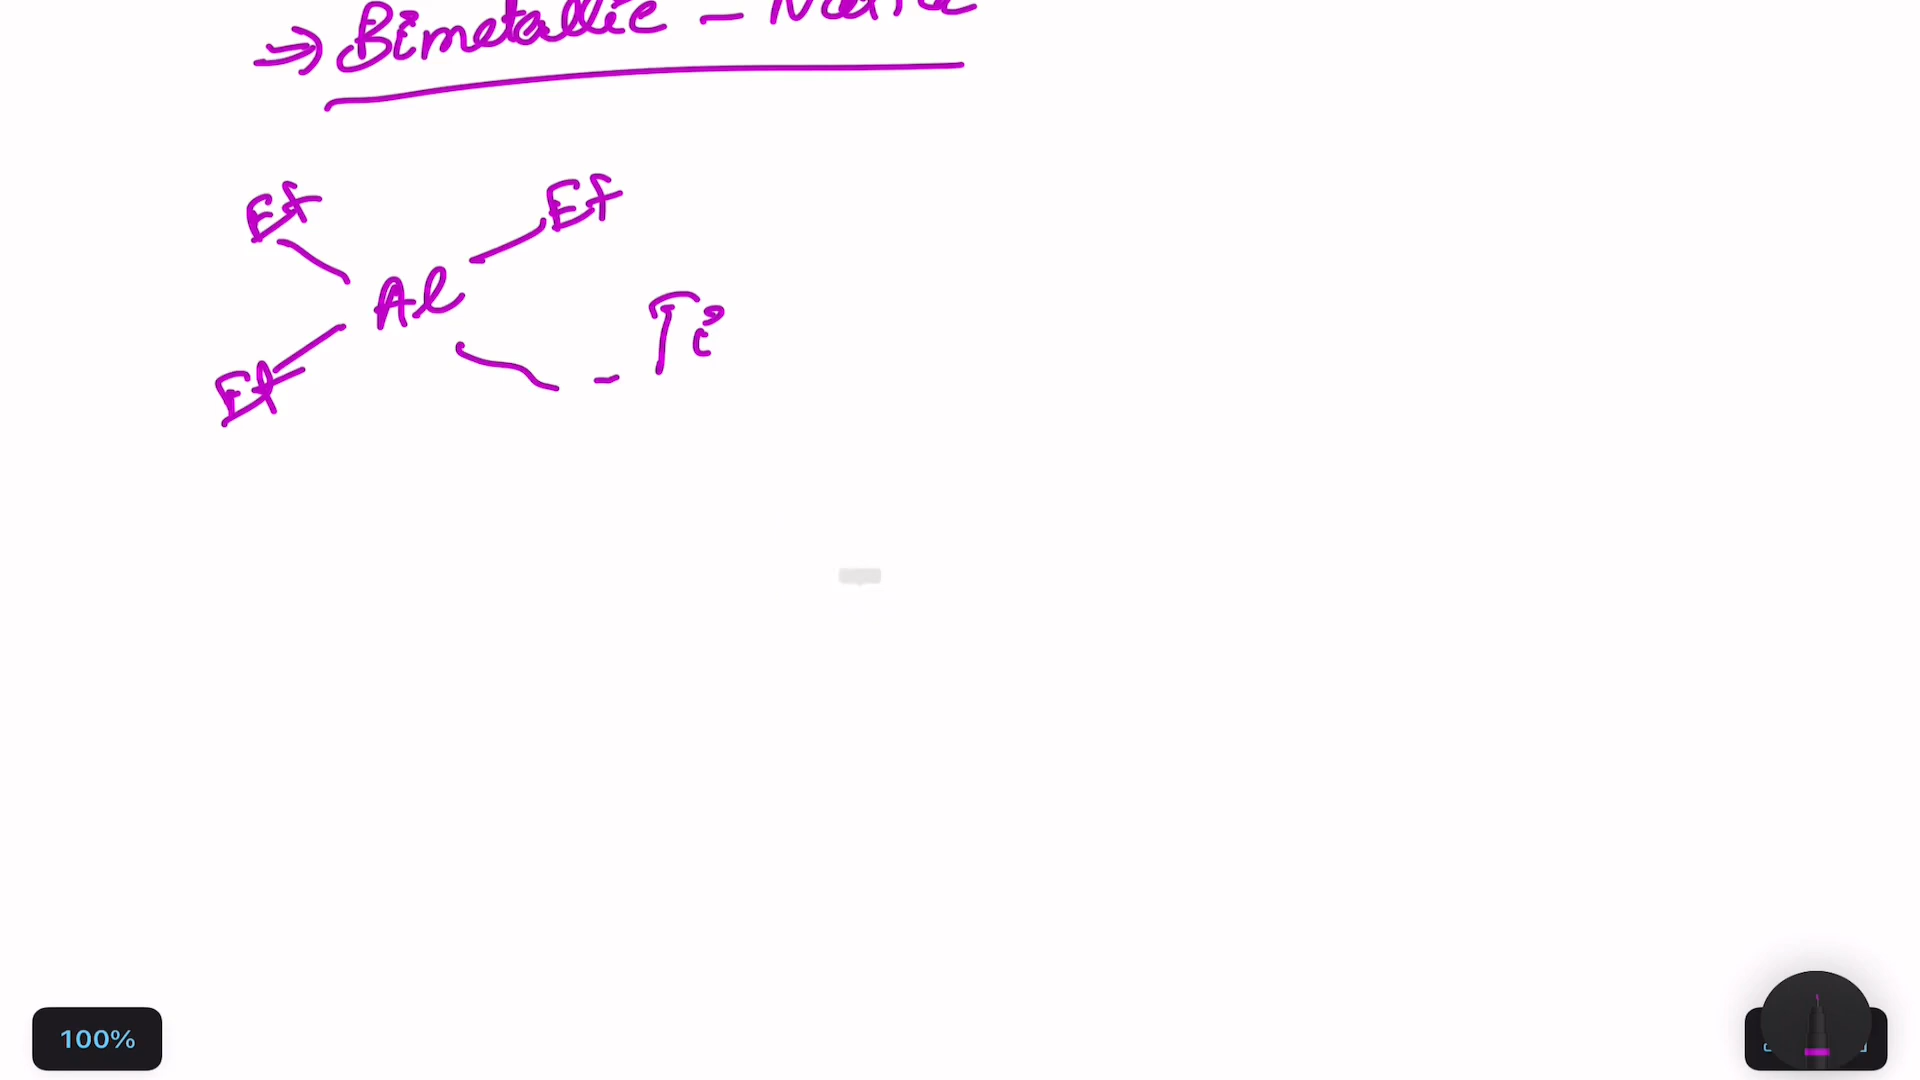 ⇒ Bimetallic –
Et Et
Al
Ti
Et
100%